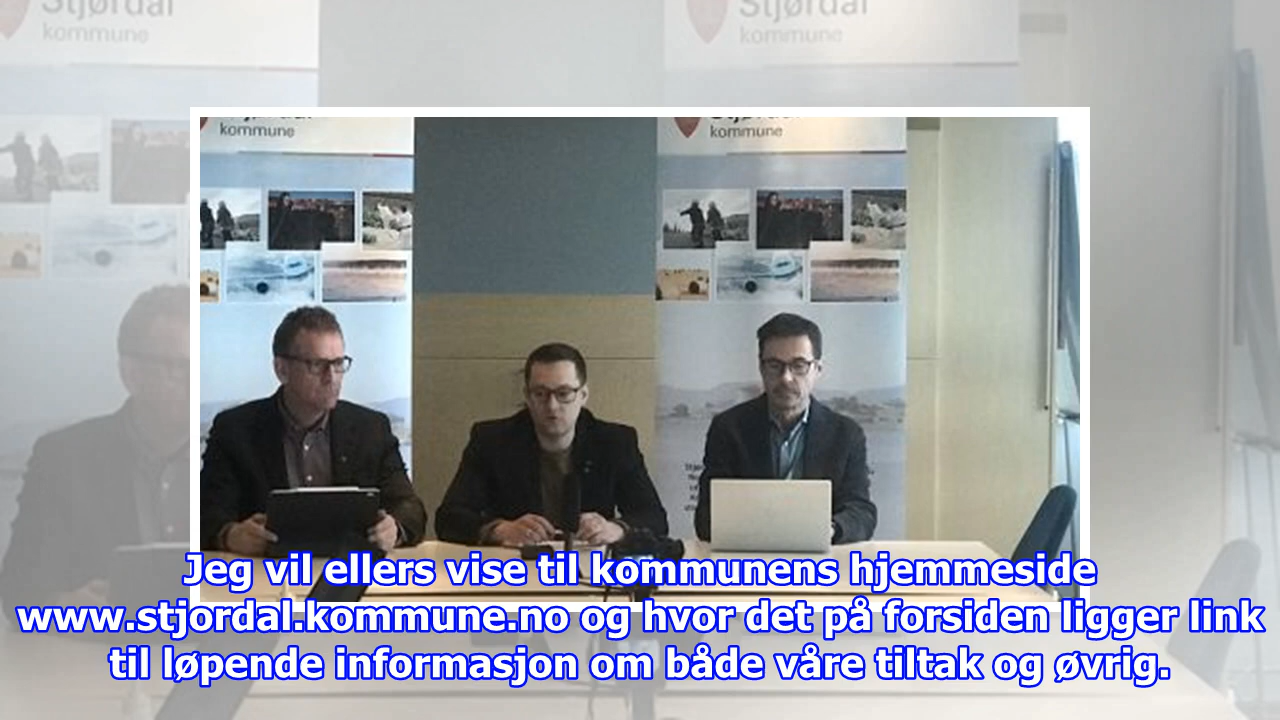 Stjørdal
kommune
Stjørdal
kommune
kommune
kommune
Jeg vil ellers vise til kommunens hjemmeside
www.stjordal.kommune.no og hvor det på forsiden ligger link
til løpende informasjon om både våre tiltak og øvrig.